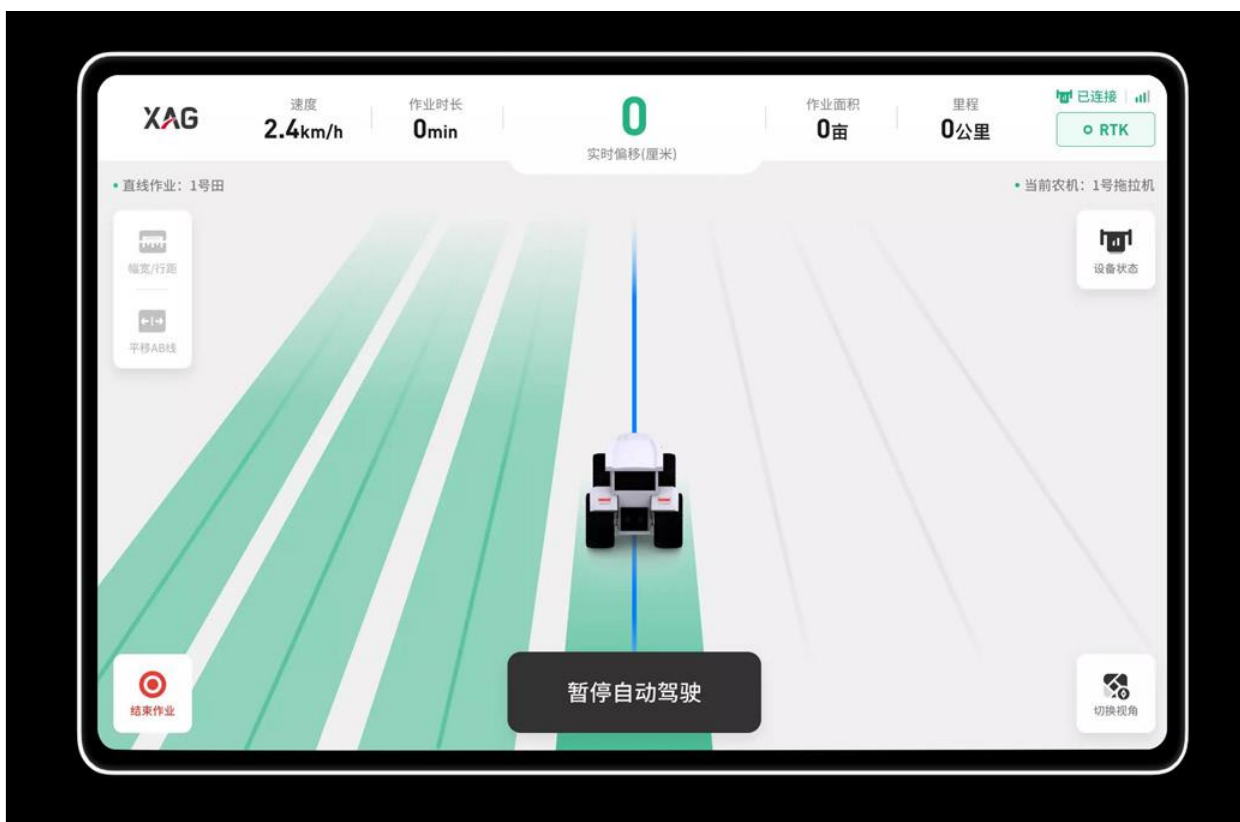 XAG
速度
2.4km/h
作业时长
0min
0
实时偏移(厘米)
作业面积
0亩
里程
0公里
已连接
RTK
直线作业：1号田
当前农机：1号拖拉机
幅宽/行距
平移AB线
设备状态
结束作业
暂停自动驾驶
切换视角